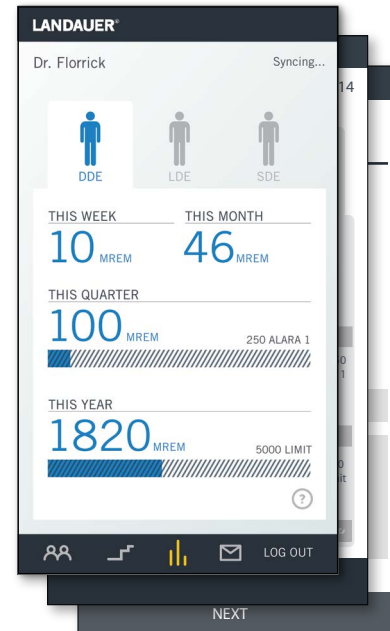 LANDAUER®
Dr. Florrick Syncing...
14
DDE LDE SDE
THIS WEEK THIS MONTH
10 MREM 46 MREM
THIS QUARTER
100 MREM 250 ALARA 1
THIS YEAR
1820 MREM 5000 LIMIT
?
LOG OUT
NEXT